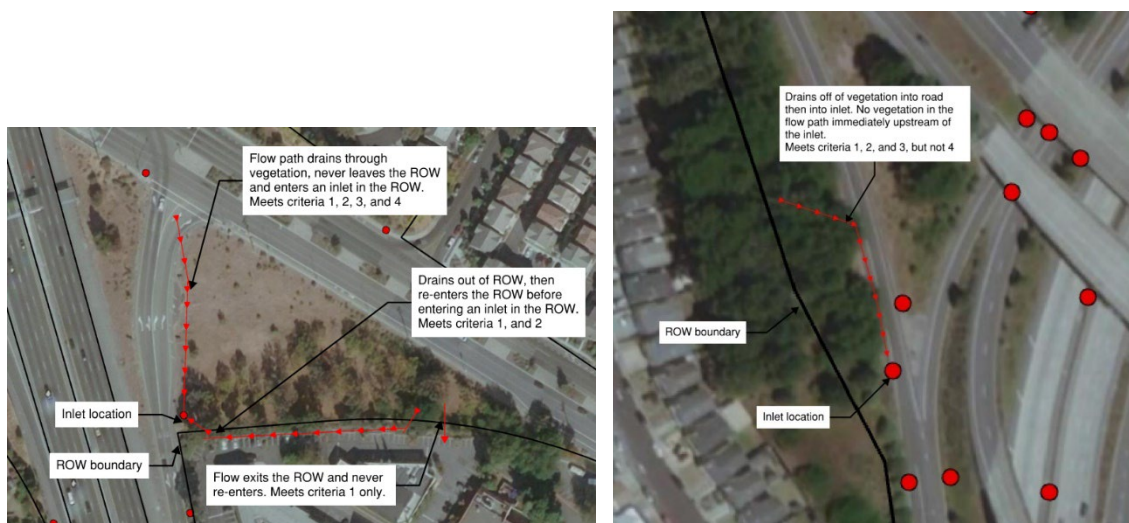 Flow path drains through
vegetation, never leaves the ROW
and enters an inlet in the ROW.
Meets criteria 1, 2, 3, and 4
Drains out of ROW, then
re-enters the ROW before
entering an inlet in the ROW.
Meets criteria 1, and 2
Inlet location
ROW boundary
Flow exits the ROW and never
re-enters. Meets criteria 1 only.
Drains off of vegetation into road
then into inlet. No vegetation in the
flow path immediately upstream of
the inlet.
Meets criteria 1, 2, and 3, but not 4
ROW boundary
Inlet location